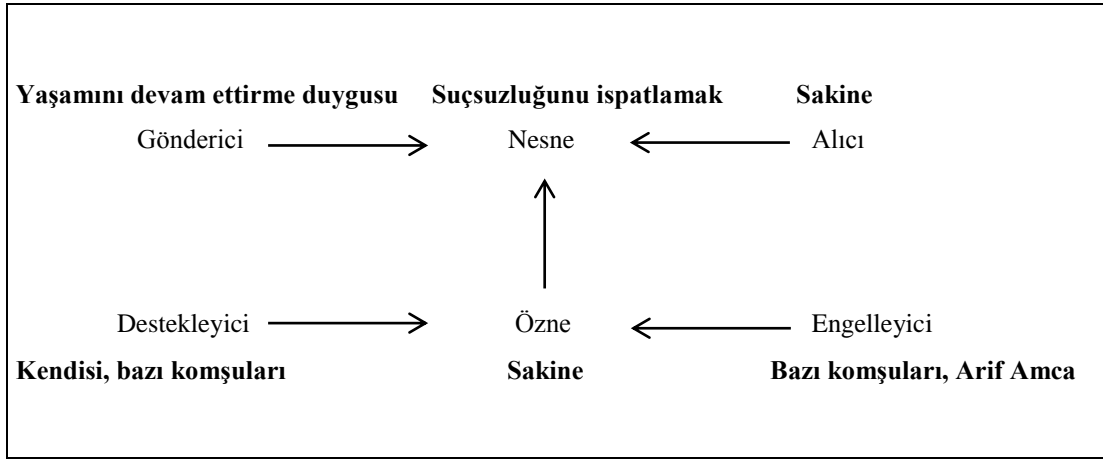 Yaşamını devam ettirme duygusu Suçsuzluğunu ispatlamak Sakine
Gönderici Nesne Alıcı
Destekleyici Özne Engelleyici
Kendisi, bazı komşuları Sakine Bazı komşuları, Arif Amca